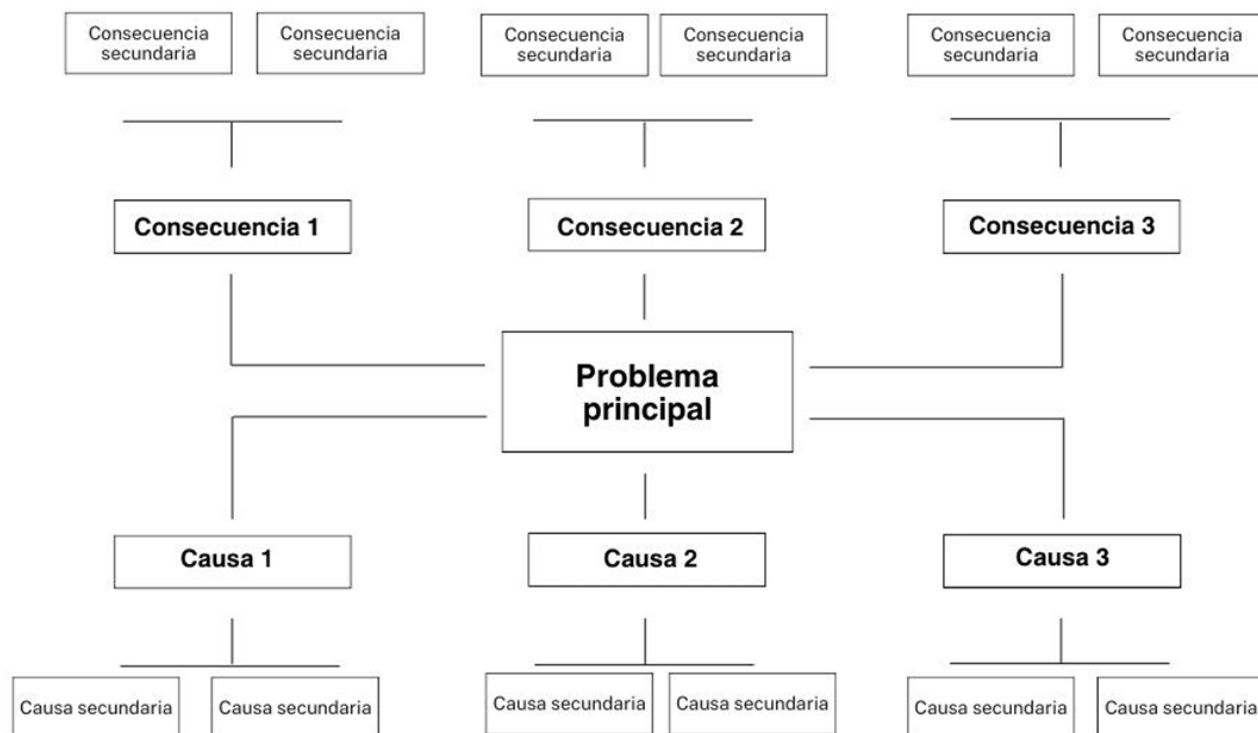 Consecuencia
secundaria
Consecuencia
secundaria
Consecuencia
secundaria
Consecuencia
secundaria
Consecuencia
secundaria
Consecuencia
secundaria
Consecuencia 1
Consecuencia 2
Consecuencia 3
Problema
principal
Causa 1
Causa 2
Causa 3
Causa secundaria
Causa secundaria
Causa secundaria
Causa secundaria
Causa secundaria
Causa secundaria